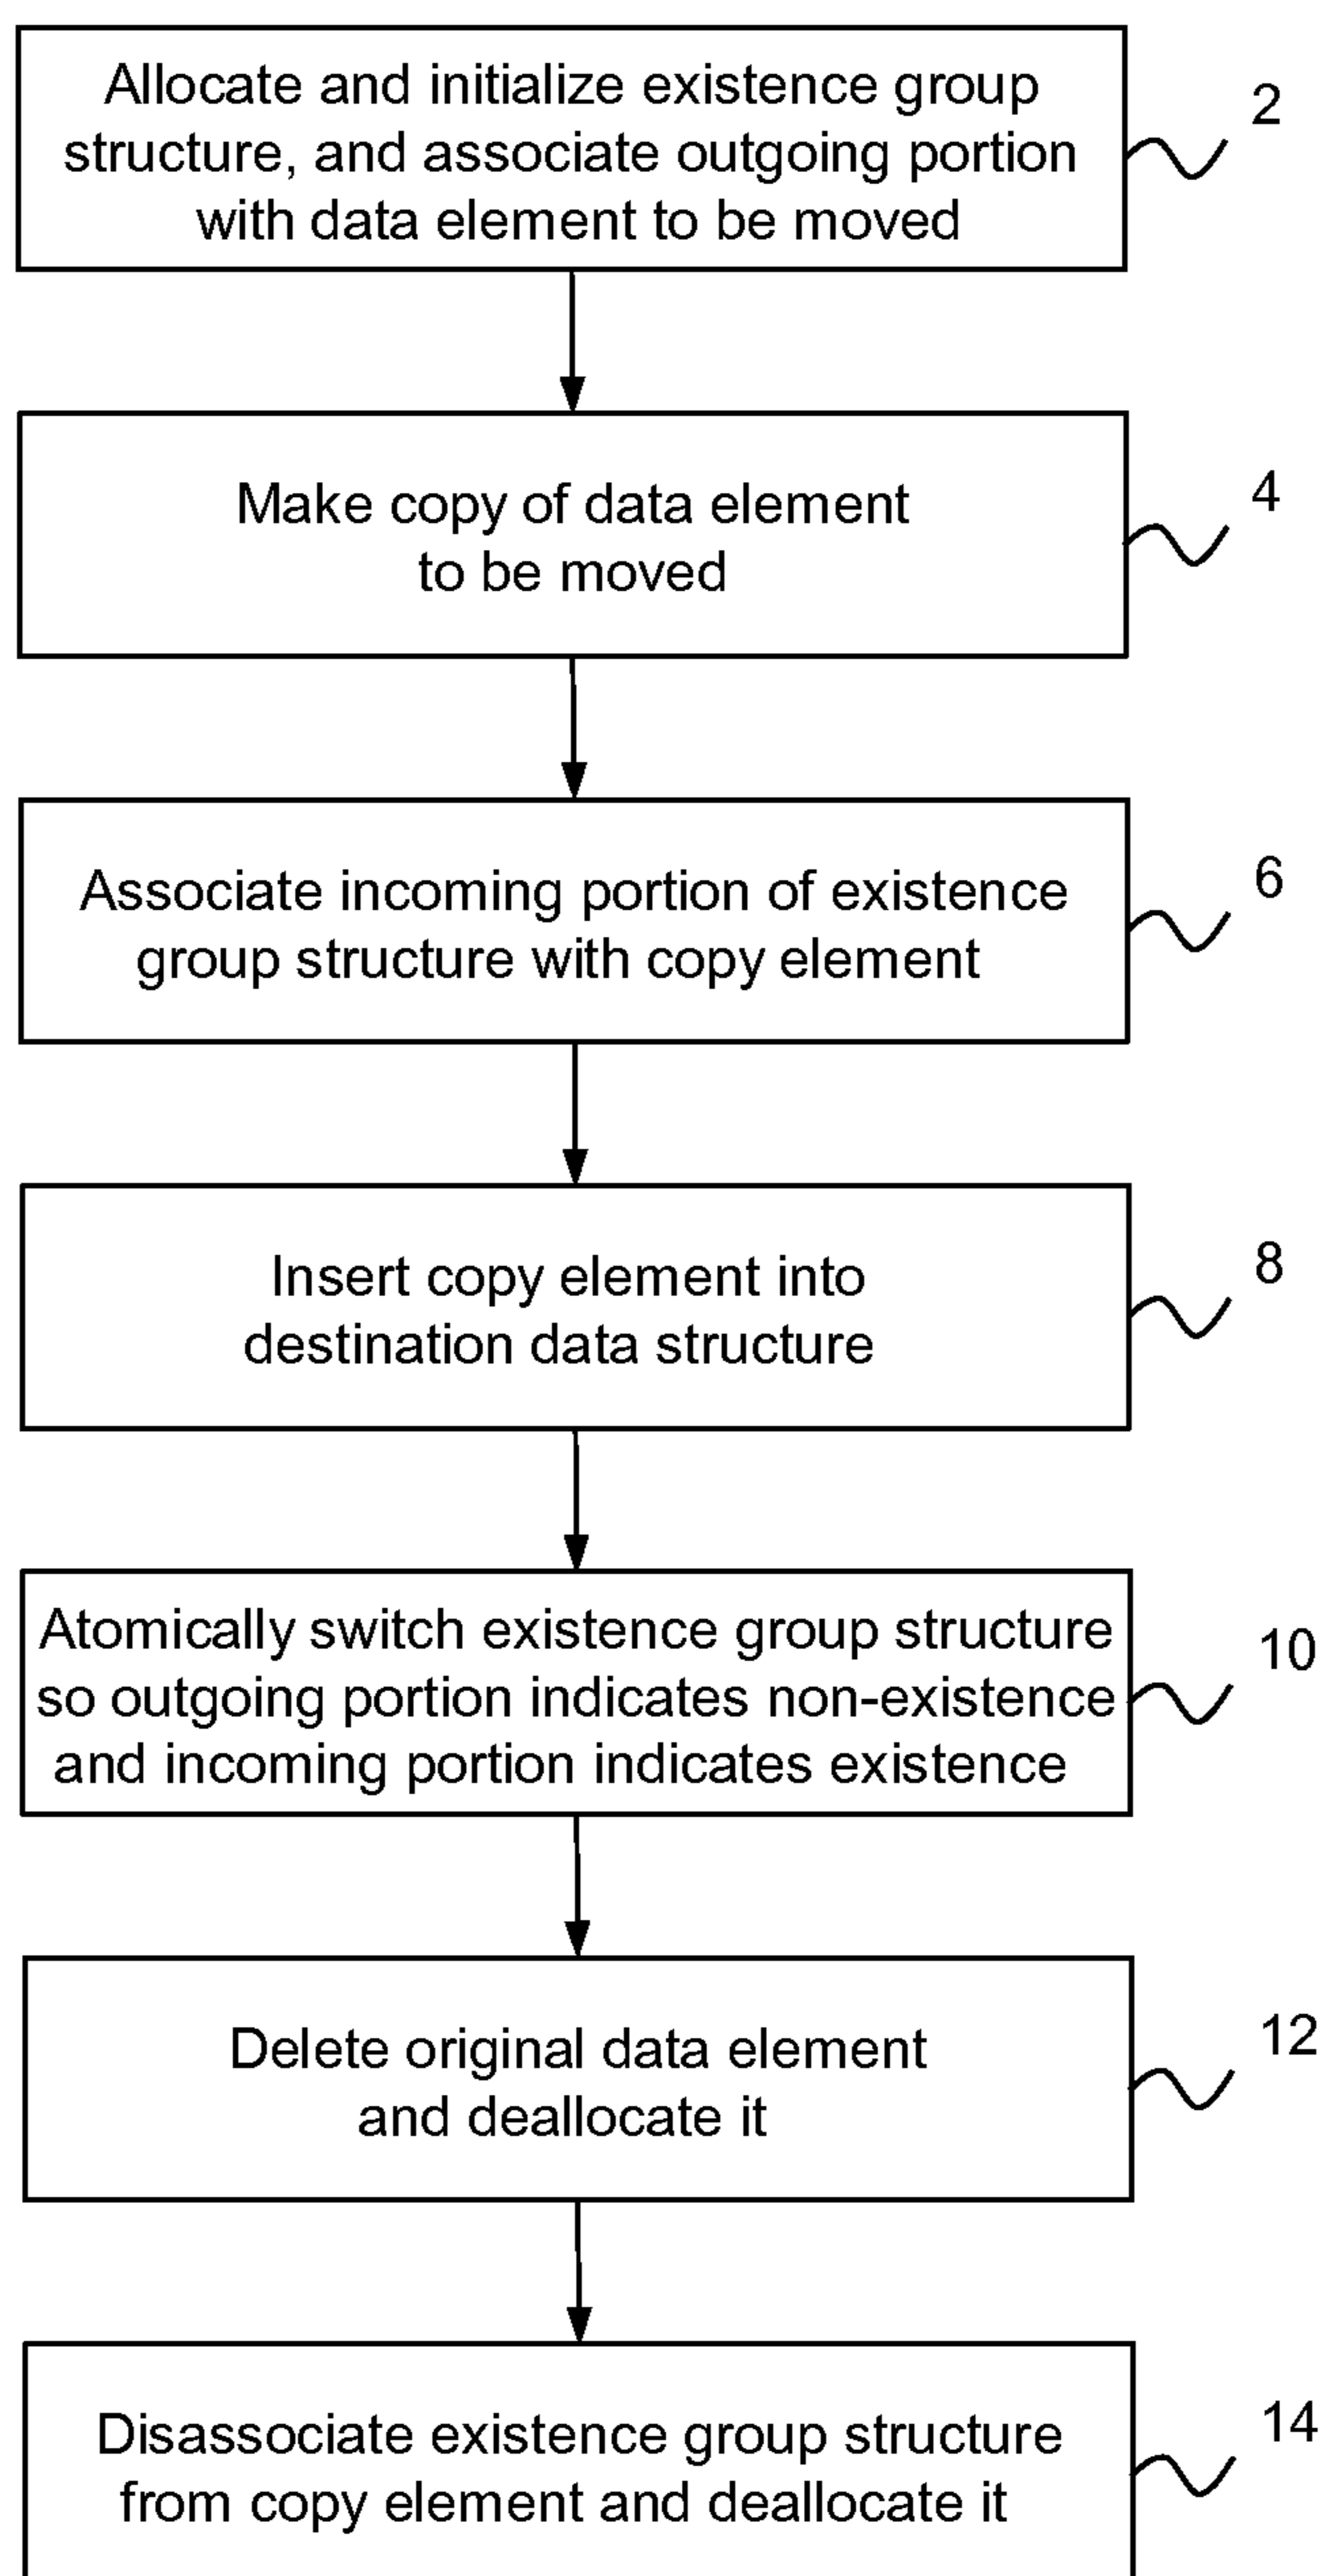 Allocate and initialize existence group
structure, and associate outgoing portion
with data element to be moved
2
Make copy of data element
to be moved
4
Associate incoming portion of existence
group structure with copy element
6
Insert copy element into
destination data structure
8
Atomically switch existence group structure
so outgoing portion indicates non-existence
and incoming portion indicates existence
10
Delete original data element
and deallocate it
12
Disassociate existence group structure
from copy element and deallocate it
14